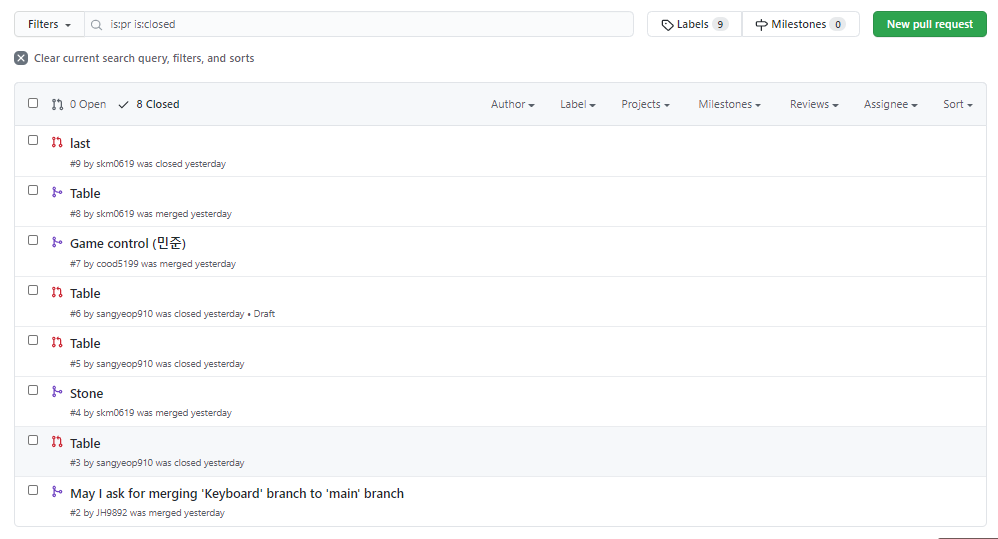 Filters is:pr is:closed Labels 9 Milestones 0 New pull request
Clear current search query, filters, and sorts
0 Open 8 Closed Author Label Projects Milestones Reviews Assignee Sort
last
#9 by skm0619 was closed yesterday
Table
#8 by skm0619 was merged yesterday
Game control (민준)
#7 by cood5199 was merged yesterday
Table
#6 by sangyeop910 was closed yesterday • Draft
Table
#5 by sangyeop910 was closed yesterday
Stone
#4 by skm0619 was merged yesterday
Table
#3 by sangyeop910 was closed yesterday
May I ask for merging 'Keyboard' branch to 'main' branch
#2 by JH9892 was merged yesterday